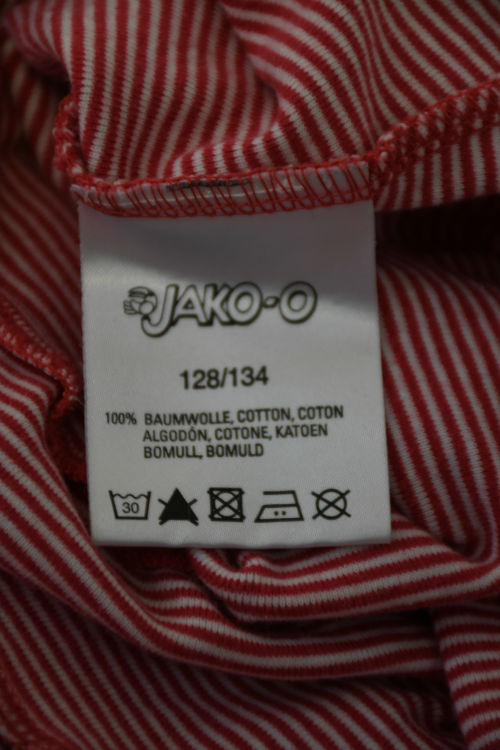 JAKO-O
128/134
100% BAUMWOLLE, COTTON, COTON
ALGODÓN, COTONE, KATOEN
BOMULL, BOMULD
30